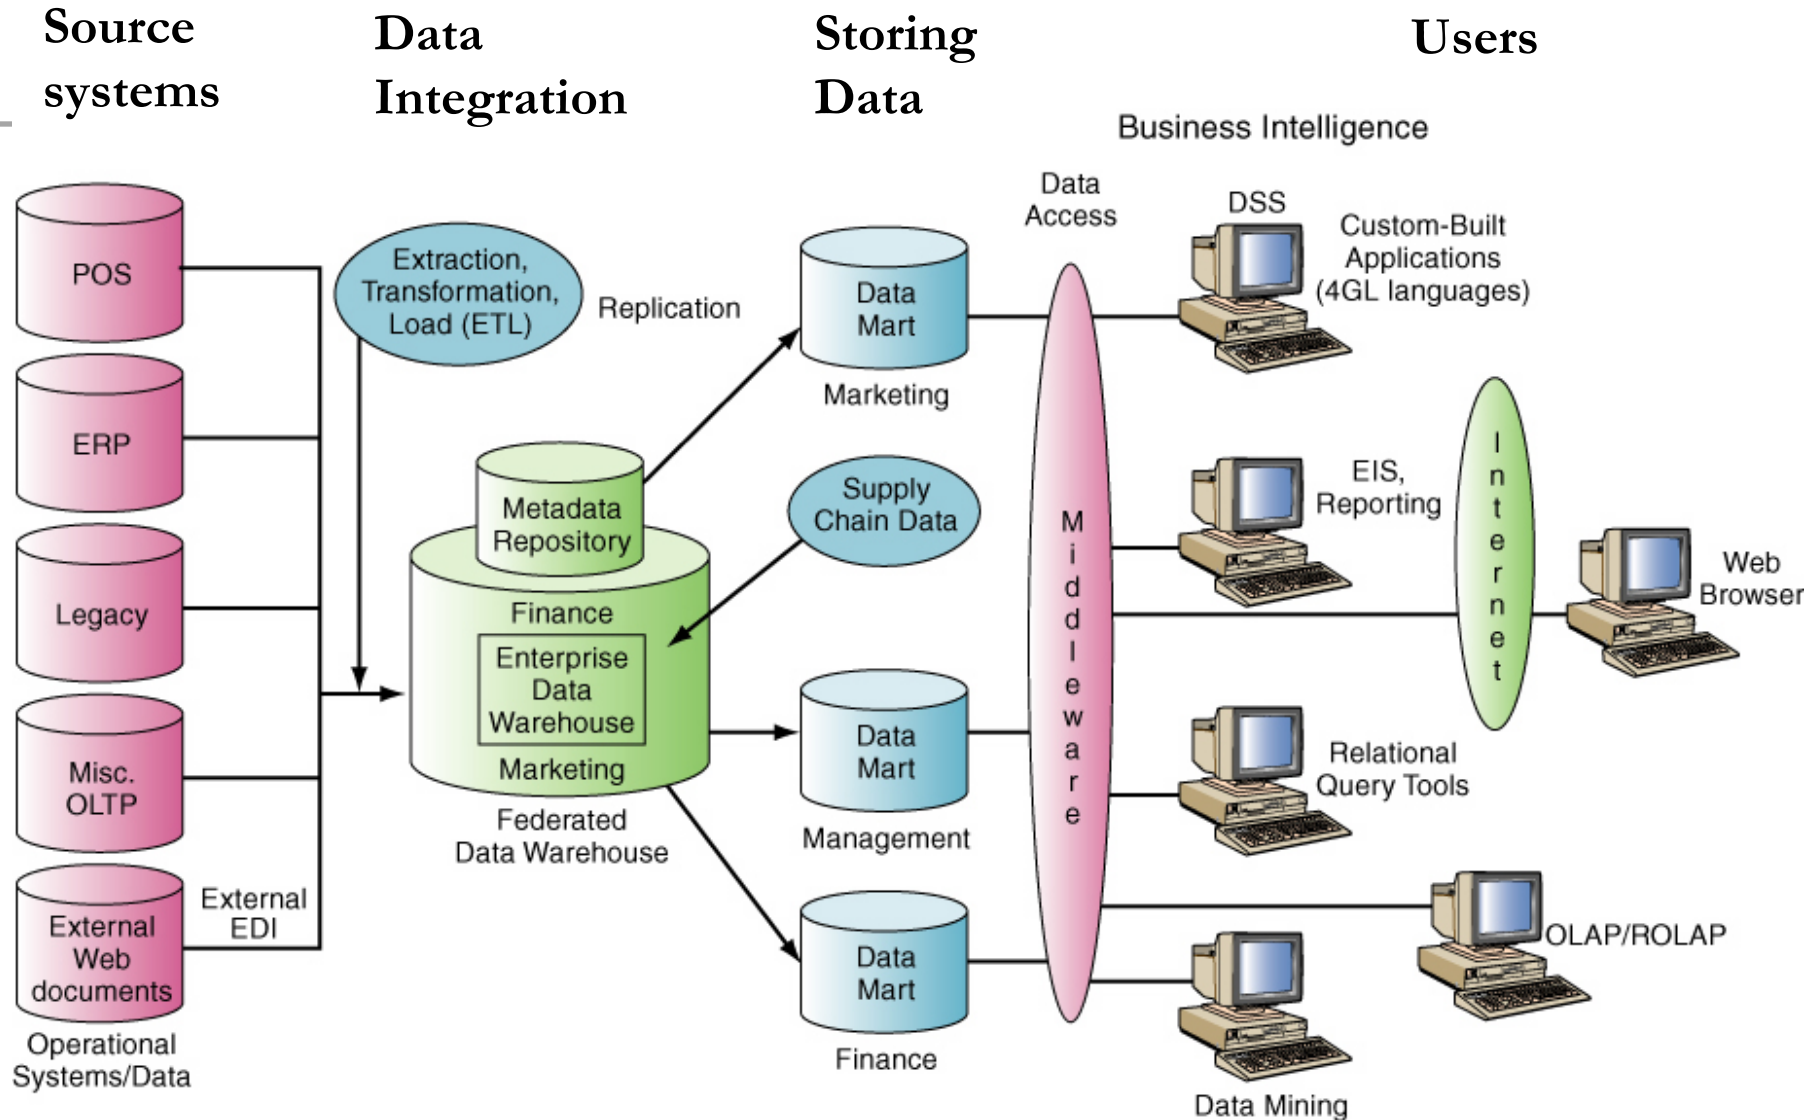 Source
systems
Data
Integration
Storing
Data
Users
Business Intelligence
POS
ERP
Legacy
Misc.
OLTP
External
Web
documents
External
EDI
Operational
Systems/Data
Extraction,
Transformation,
Load (ETL)
Replication
Metadata
Repository
Finance
Enterprise
Data
Warehouse
Marketing
Federated
Data Warehouse
Data
Mart
Marketing
Supply
Chain Data
Data
Mart
Management
Data
Mart
Finance
Data
Access
Middleware
DSS
Custom-Built
Applications
(4GL languages)
EIS,
Reporting
Internet
Web
Browser
Relational
Query Tools
OLAP/ROLAP
Data Mining